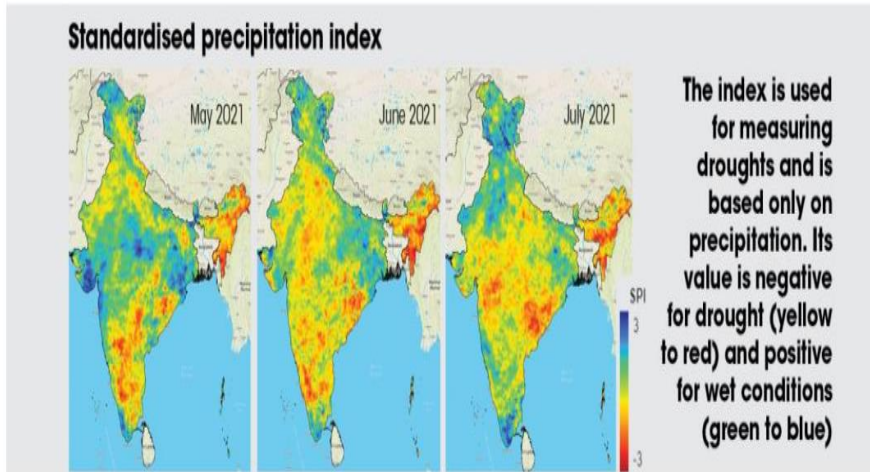 Standardised precipitation index
May 2021
June 2021
July 2021
The index is used
for measuring
droughts and is
based only on
precipitation. Its
value is negative
for drought (yellow
to red) and positive
for wet conditions
(green to blue)
SPI
3
-3